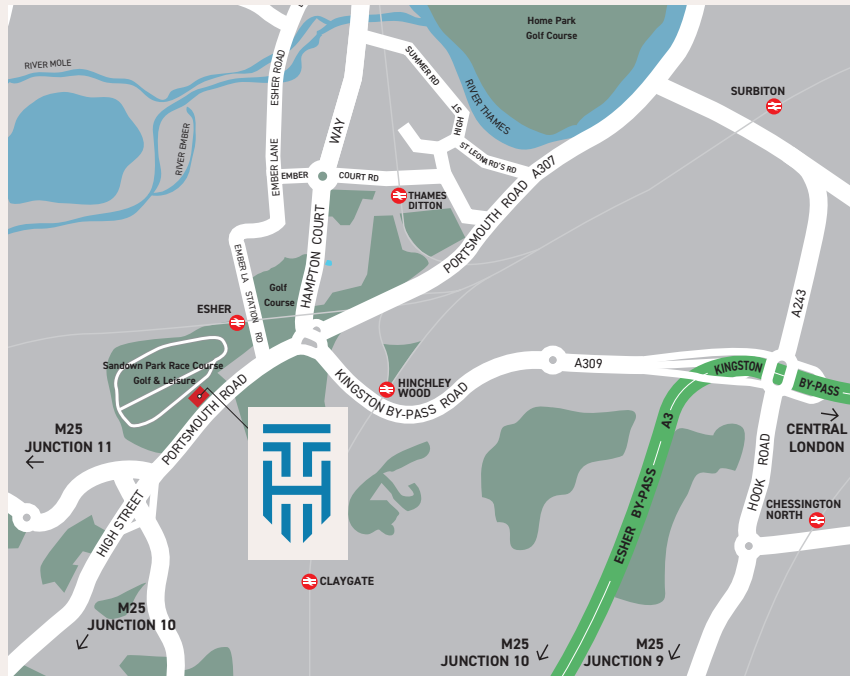 Home Park
Golf Course
RIVER MOLE
ESHER ROAD
SUMMER RD
SURBITON
RIVER THAMES
HIGH ST
WAY
RIVER EMBER
ST LEONARD'S RD
PORTSMOUTH ROAD A307
EMBER LANE
EMBER
COURT RD
THAMES
DITTON
HAMPTON COURT
EMBER LA
STATION RD
Golf
Course
A243
ESHER
Sandown Park Race Course
Golf & Leisure
A309
KINGSTON
BY-PASS
KINGSTON BY-PASS ROAD
HINCHLEY
WOOD
PORTSMOUTH ROAD
A3
M25
JUNCTION 11
CENTRAL
LONDON
TH
HOOK ROAD
HIGH STREET
ESHER BY-PASS
CHESSINGTON
NORTH
CLAYGATE
M25
JUNCTION 10
M25
JUNCTION 10
M25
JUNCTION 9